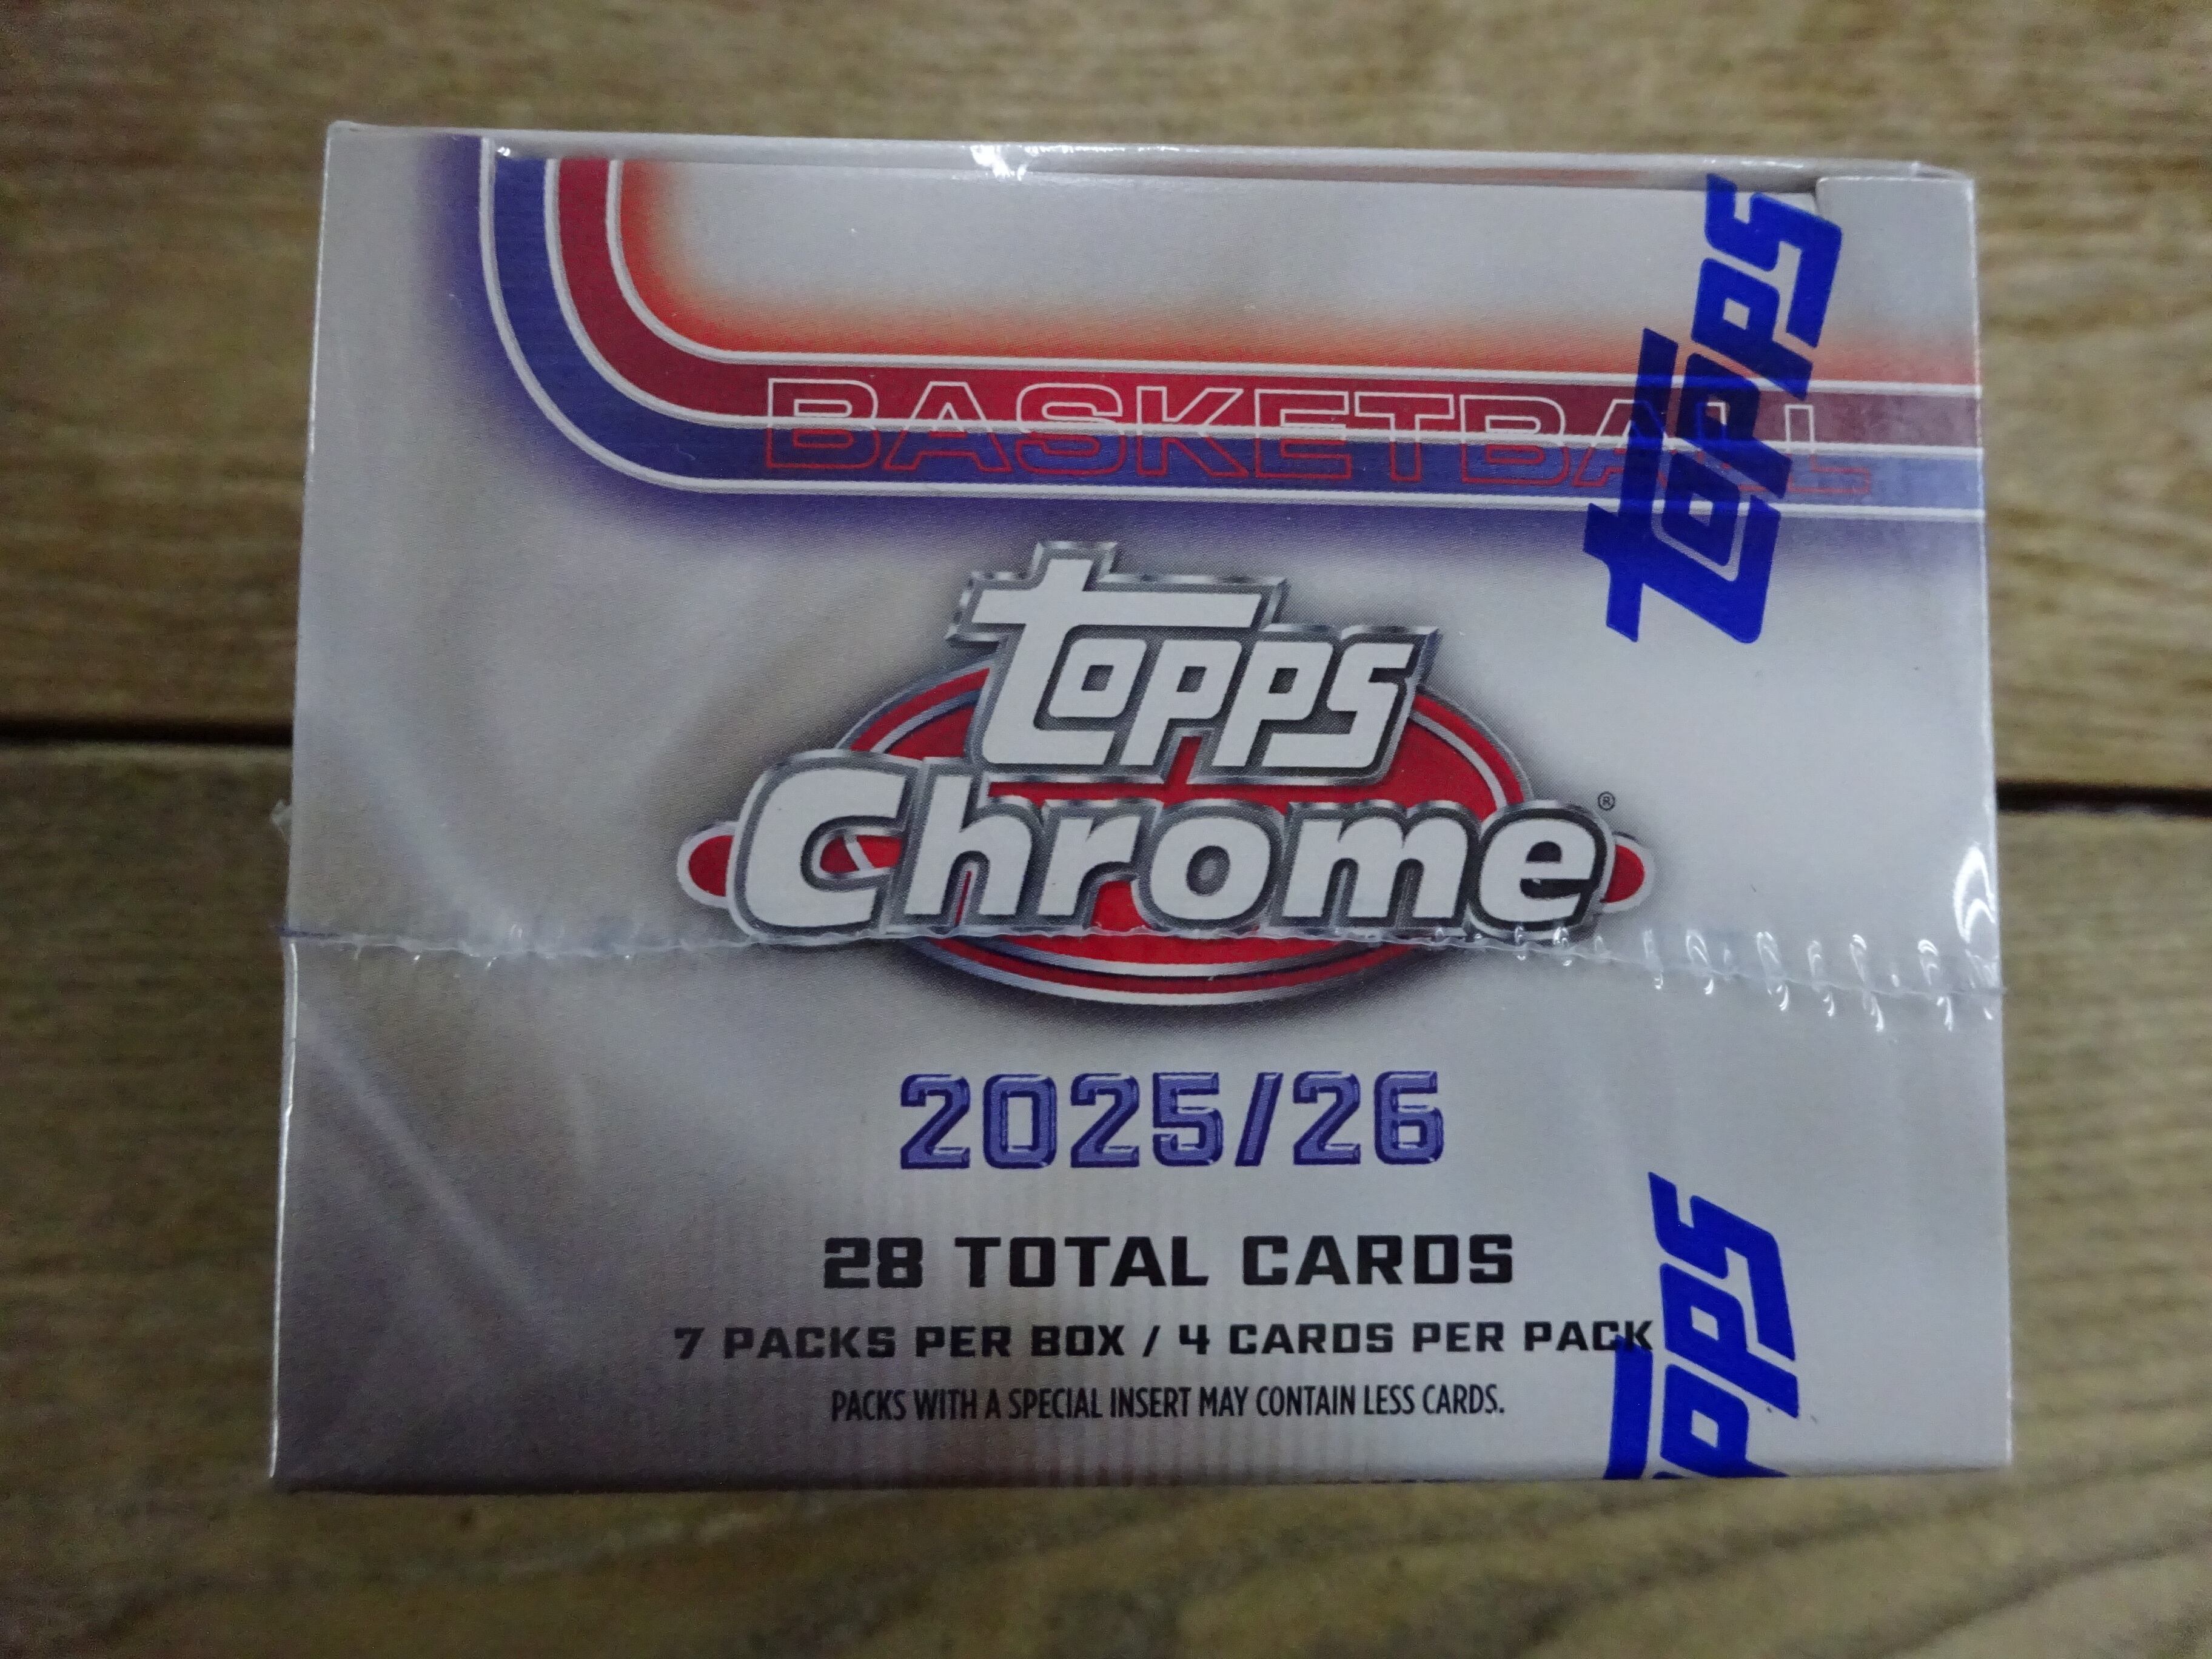 BASKETBALL
topps
topps
Chrome®
2025/26
28 TOTAL CARDS
7 PACKS PER BOX / 4 CARDS PER PACK
PACKS WITH A SPECIAL INSERT MAY CONTAIN LESS CARDS.
topps